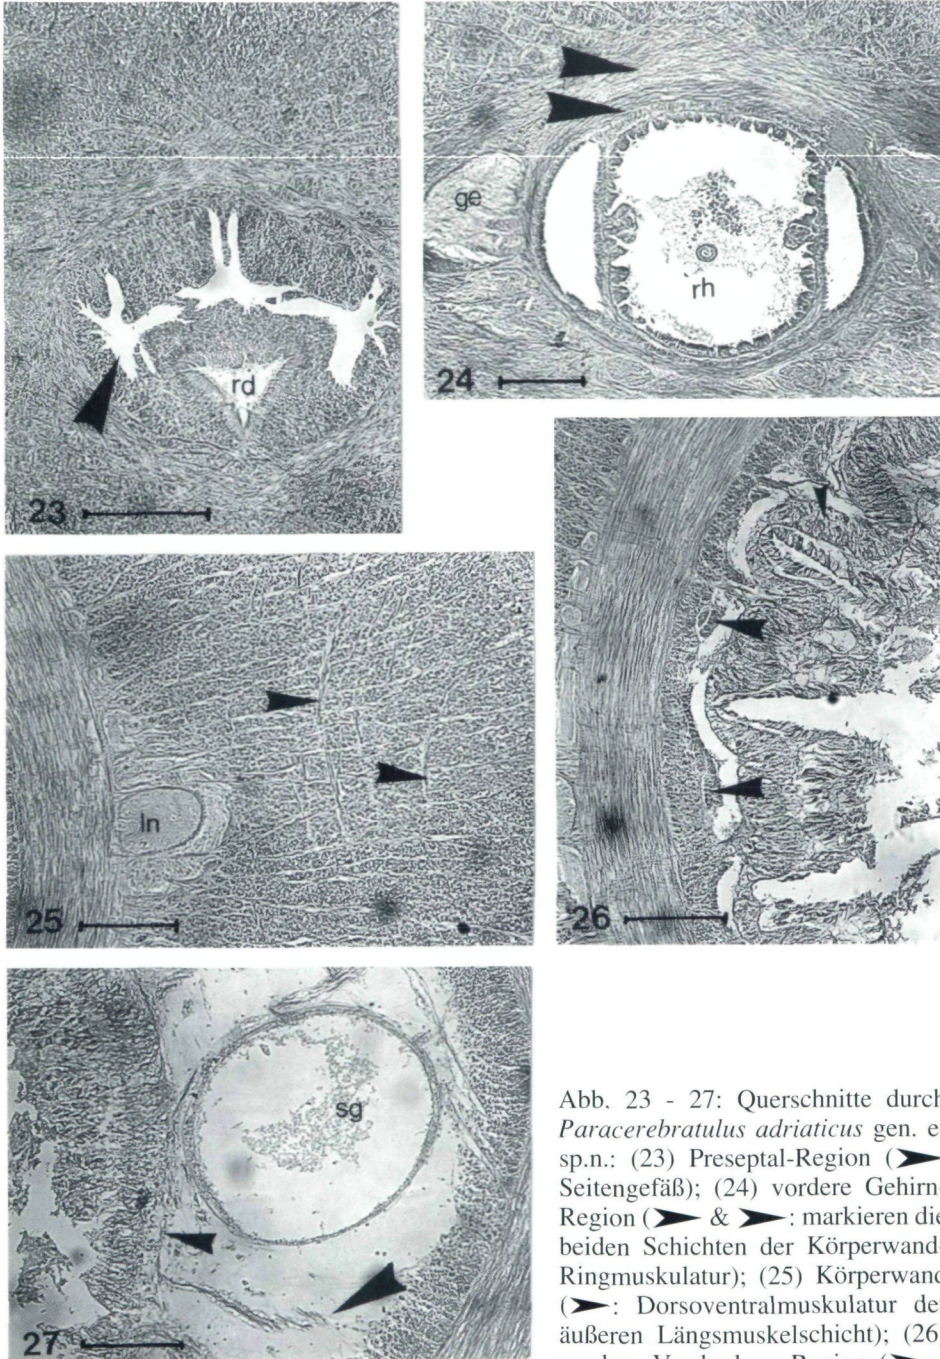 23
rd
24
ge
rh
25
ln
26
27
sg
Abb. 23 - 27: Querschnitte durch
Paracerebratulus adriaticus gen. e
sp.n.: (23) Preseptal-Region (➤
Seitengefäß); (24) vordere Gehirn-
Region (➤ & ➤: markieren die
beiden Schichten der Körperwand-
Ringmuskulatur); (25) Körperwand
(➤: Dorsoventralmuskulatur der
äußeren Längsmuskelschicht); (26)